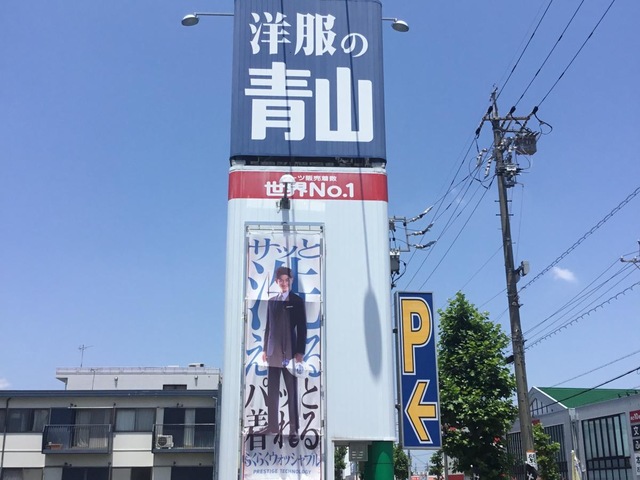 洋服の
青山
スーツ販売着数
世界No.1
サッと
洗える
パッと
着れる
らくらくウォッシャブル
PRESTIGE TECHNOLOGY
P